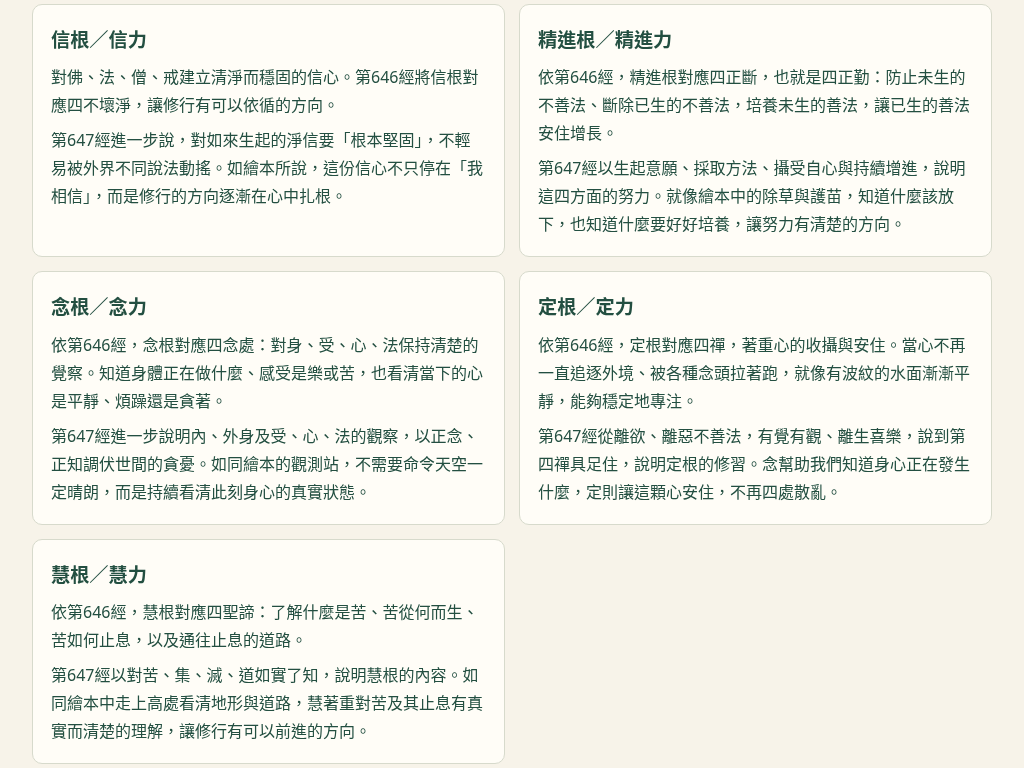 信根／信力
對佛、法、僧、戒建立清淨而穩固的信心。第646經將信根對
應四不壞淨，讓修行有可以依循的方向。
第647經進一步說，對如來生起的淨信要「根本堅固」，不輕
易被外界不同說法動搖。如繪本所說，這份信心不只停在「我
相信」，而是修行的方向逐漸在心中扎根。
精進根／精進力
依第646經，精進根對應四正斷，也就是四正勤：防止未生的
不善法、斷除已生的不善法，培養未生的善法，讓已生的善法
安住增長。
第647經以生起意願、採取方法、攝受自心與持續增進，說明
這四方面的努力。就像繪本中的除草與護苗，知道什麼該放
下，也知道什麼要好好培養，讓努力有清楚的方向。
念根／念力
依第646經，念根對應四念處：對身、受、心、法保持清楚的
覺察。知道身體正在做什麼、感受是樂或苦，也看清當下的心
是平靜、煩躁還是貪著。
第647經進一步說明內、外身及受、心、法的觀察，以正念、
正知調伏世間的貪憂。如同繪本的觀測站，不需要命令天空一
定晴朗，而是持續看清此刻身心的真實狀態。
定根／定力
依第646經，定根對應四禪，著重心的收攝與安住。當心不再
一直追逐外境、被各種念頭拉著跑，就像有波紋的水面漸漸平
靜，能夠穩定地專注。
第647經從離欲、離惡不善法，有覺有觀、離生喜樂，說到第
四禪具足住，說明定根的修習。念幫助我們知道身心正在發生
什麼，定則讓這顆心安住，不再四處散亂。
慧根／慧力
依第646經，慧根對應四聖諦：了解什麼是苦、苦從何而生、
苦如何止息，以及通往止息的道路。
第647經以對苦、集、滅、道如實了知，說明慧根的內容。如
同繪本中走上高處看清地形與道路，慧著重對苦及其止息有真
實而清楚的理解，讓修行有可以前進的方向。